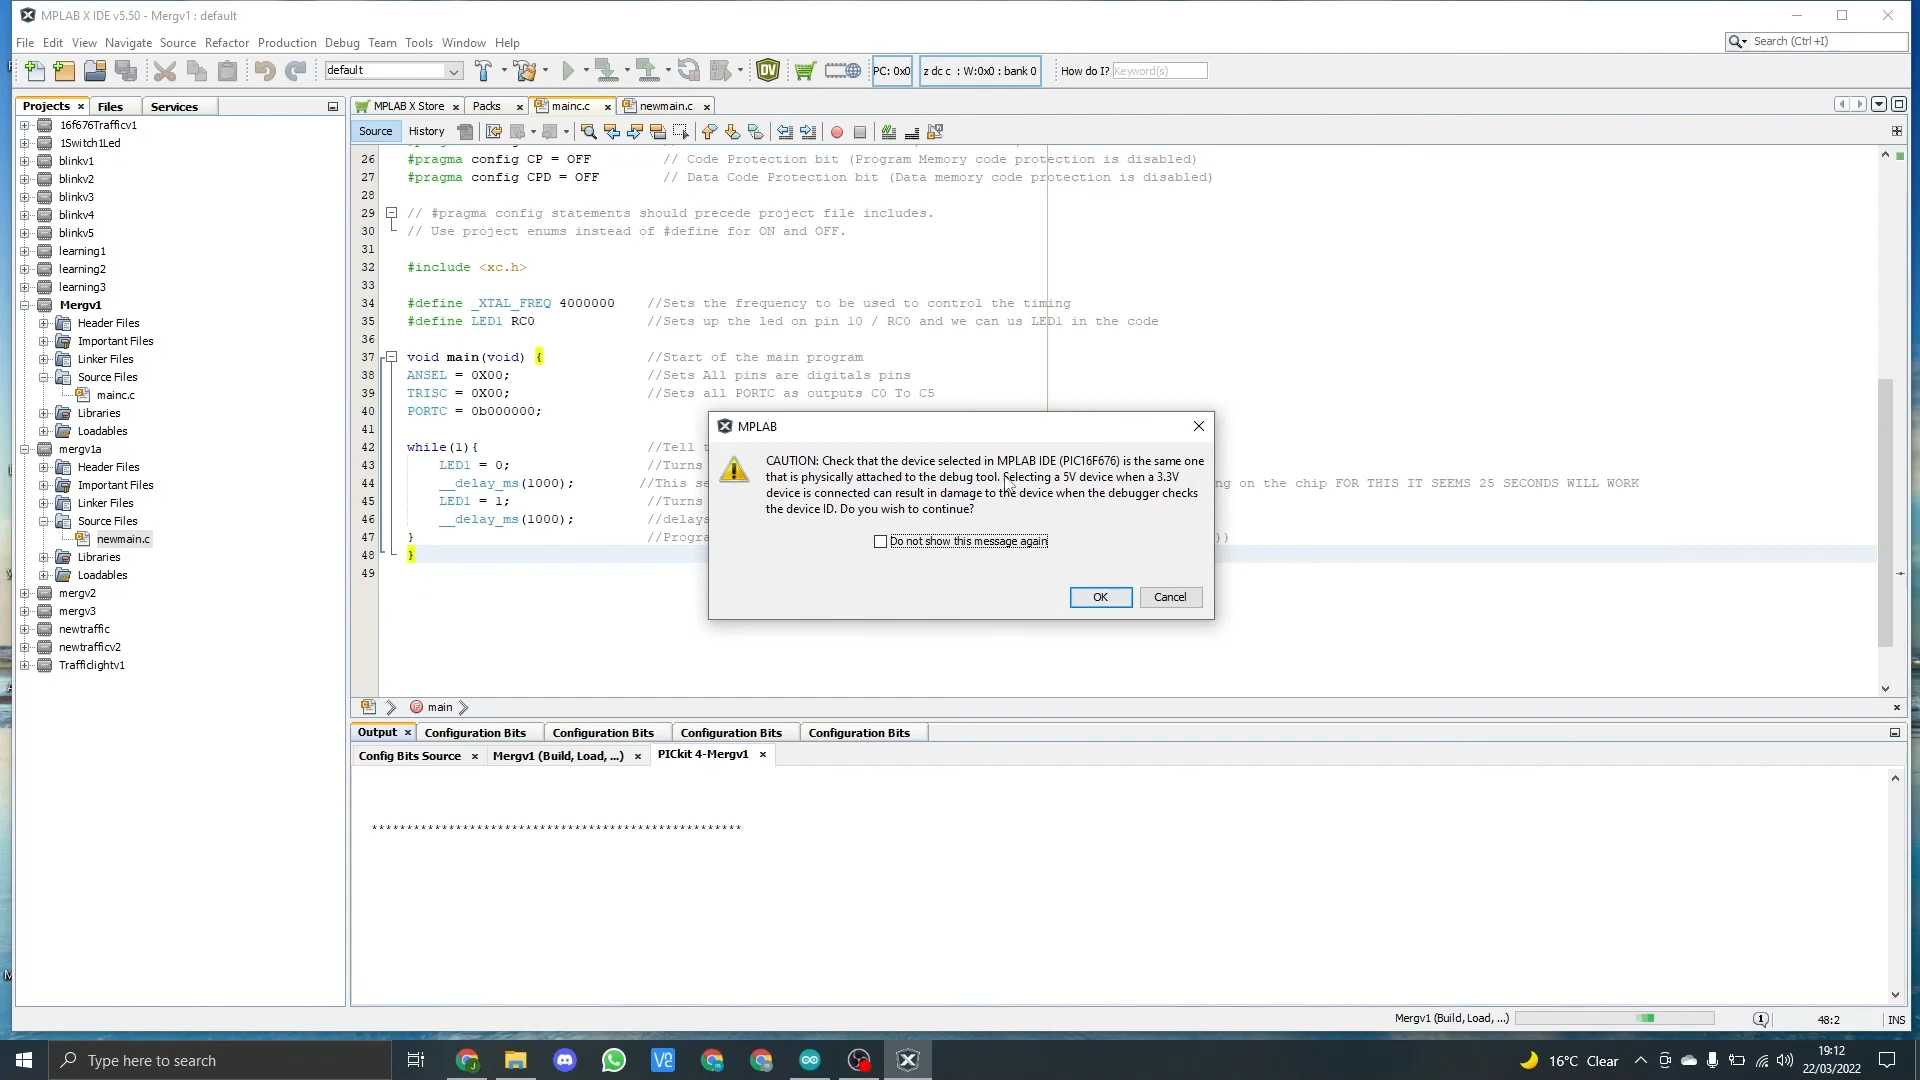 MPLAB X IDE v5.50 - Mergv1 : default
File Edit View Navigate Source Refactor Production Debug Team Tools Window Help
Search (Ctrl+I)
default
DV
PC: 0x0
z dc c : W:0x0 : bank 0
How do I? Keyword(s)
Projects Files Services
MPLAB X Store Packs mainc.c newmain.c
Source History
16f676Trafficv1
1Switch1Led
blinkv1
blinkv2
blinkv3
blinkv4
blinkv5
learning1
learning2
learning3
Mergv1
Header Files
Important Files
Linker Files
Source Files
mainc.c
Libraries
Loadables
mergv1a
Header Files
Important Files
Linker Files
Source Files
newmain.c
Libraries
Loadables
mergv2
mergv3
newtraffic
newtrafficv2
Trafficlightv1
26 #pragma config CP = OFF // Code Protection bit (Program Memory code protection is disabled)
27 #pragma config CPD = OFF // Data Code Protection bit (Data memory code protection is disabled)
28
29 // #pragma config statements should precede project file includes.
30 // Use project enums instead of #define for ON and OFF.
31
32 #include <xc.h>
33
34 #define _XTAL_FREQ 4000000 //Sets the frequency to be used to control the timing
35 #define LED1 RC0 //Sets up the led on pin 10 / RC0 and we can us LED1 in the code
36
37 void main(void) { //Start of the main program
38 ANSEL = 0X00; //Sets All pins are digitals pins
39 TRISC = 0X00; //Sets all PORTC as outputs C0 To C5
40 PORTC = 0b000000;
41
42 while(1){ //Tell t
43 LED1 = 0; //Turns
44 __delay_ms(1000); //This se ng on the chip FOR THIS IT SEEMS 25 SECONDS WILL WORK
45 LED1 = 1; //Turns
46 __delay_ms(1000); //delays
47 } //Progra ))
48 }
49
MPLAB
CAUTION: Check that the device selected in MPLAB IDE (PIC16F676) is the same one
that is physically attached to the debug tool. Selecting a 5V device when a 3.3V
device is connected can result in damage to the device when the debugger checks
the device ID. Do you wish to continue?
Do not show this message again
OK Cancel
main
Output Configuration Bits Configuration Bits Configuration Bits Configuration Bits
Config Bits Source Mergv1 (Build, Load, ...) PICkit 4-Mergv1
*****************************************************
Mergv1 (Build, Load, ...) 1 48:2 INS
Type here to search
16°C Clear
19:12
22/03/2022